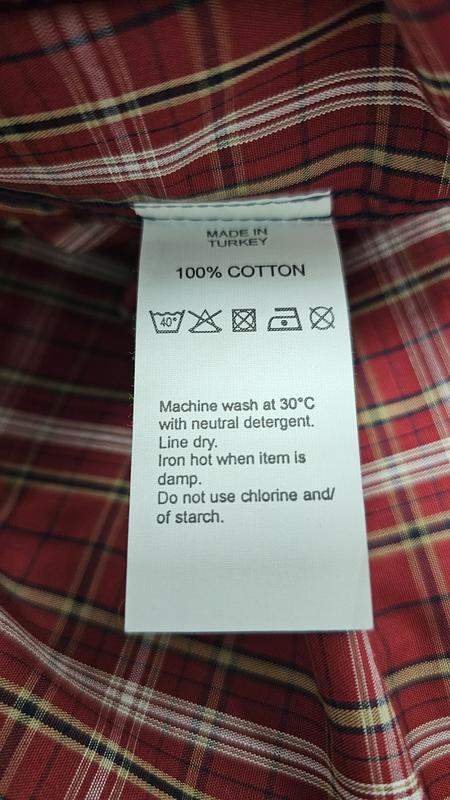 MADE IN
TURKEY
100% COTTON
40°
Machine wash at 30°C
with neutral detergent.
Line dry.
Iron hot when item is
damp.
Do not use chlorine and/
of starch.